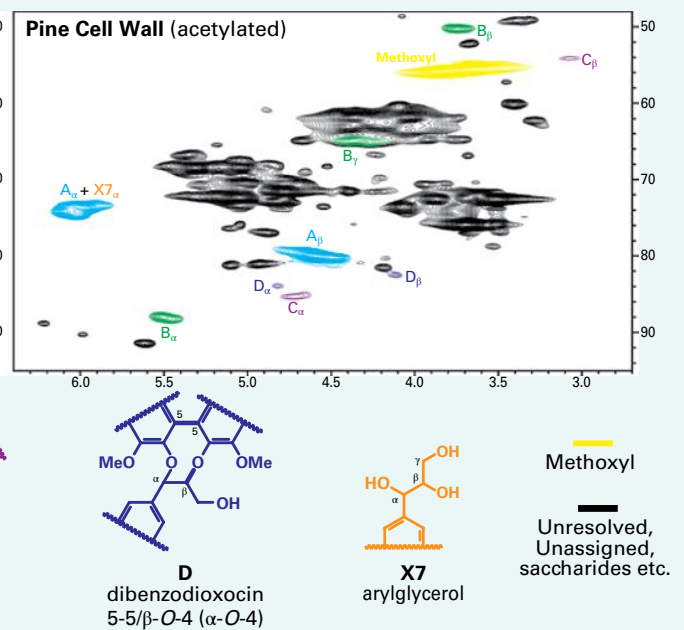 Pine Cell Wall (acetylated)
50
Bβ
Methoxyl
Cβ
60
Bγ
70
Aα + X7α
Aβ
80
Dα
Dβ
Cα
Bα
90
6.0 5.5 5.0 4.5 4.0 3.5 3.0
5
5
MeO
O
O
OMe
α
β
OH
D
dibenzodioxocin
5-5/β-O-4 (α-O-4)
γ
OH
β
HO
OH
α
X7
arylglycerol
Methoxyl
Unresolved,
Unassigned,
saccharides etc.